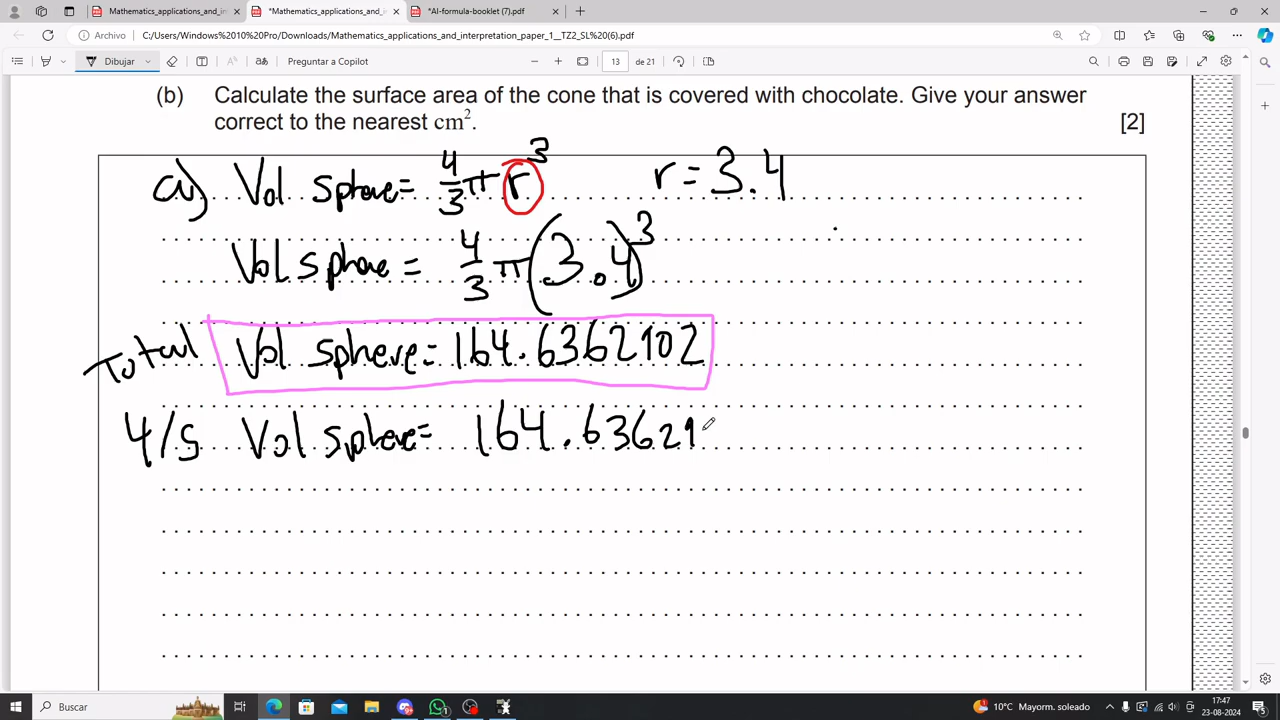 Mathematics_applications_and_in
*Mathematics_applications_and_i
*AI-formula-booklet (7).pdf
Archivo C:/Users/Windows%2010%20Pro/Downloads/Mathematics_applications_and_interpretation_paper_1__TZ2_SL%20(6).pdf
Dibujar
Preguntar a Copilot
13 de 21
(b) Calculate the surface area of the cone that is covered with chocolate. Give your answer
correct to the nearest cm². [2]
a) Vol sphere = 4/3 π r³ r = 3.4
Vol sphere = 4/3 π (3.4)³
Total Vol sphere = 164.6362102
4/5 Vol sphere = 164.63621
Buscar
10°C Mayorm. soleado
17:47
23-08-2024